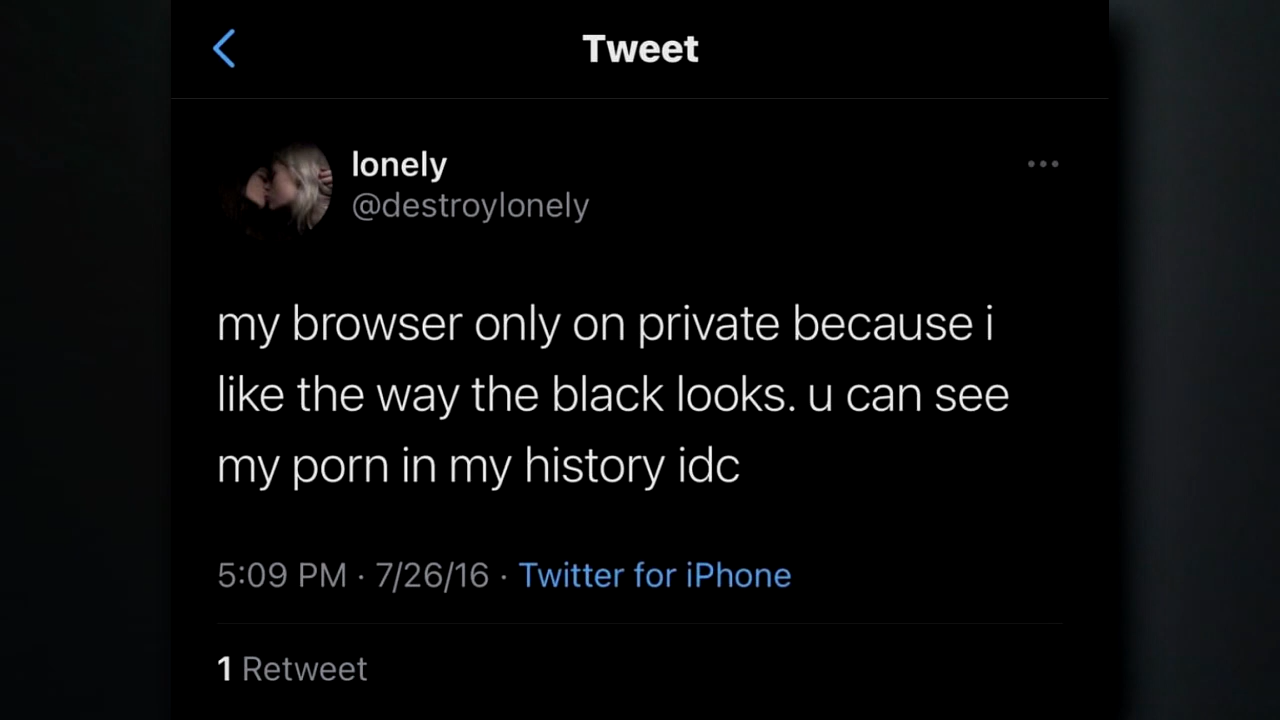 Tweet
lonely
@destroylonely
my browser only on private because i
like the way the black looks. u can see
my porn in my history idc
5:09 PM · 7/26/16 · Twitter for iPhone
1 Retweet